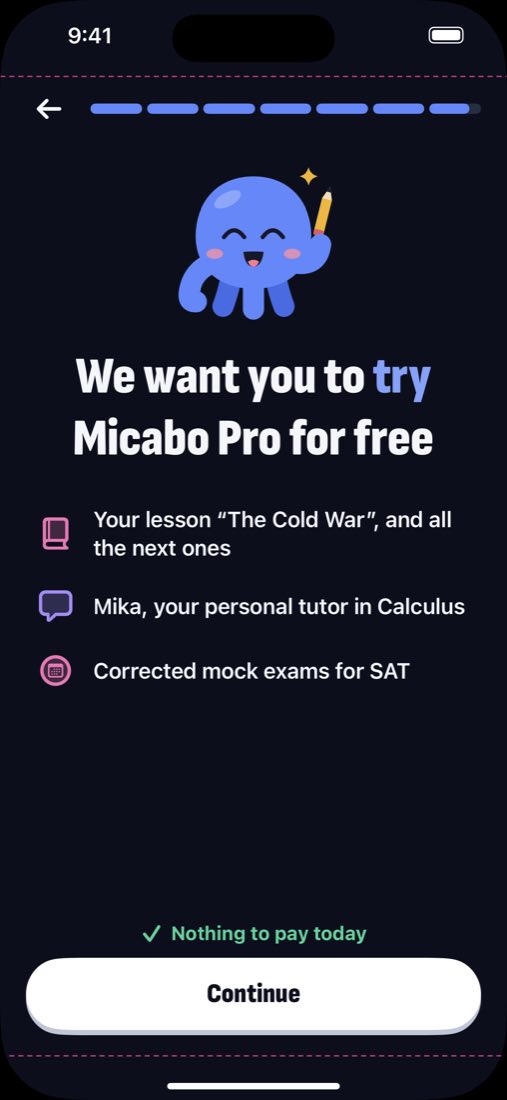 9:41
We want you to try
Micabo Pro for free
Your lesson “The Cold War”, and all
the next ones
Mika, your personal tutor in Calculus
Corrected mock exams for SAT
Nothing to pay today
Continue